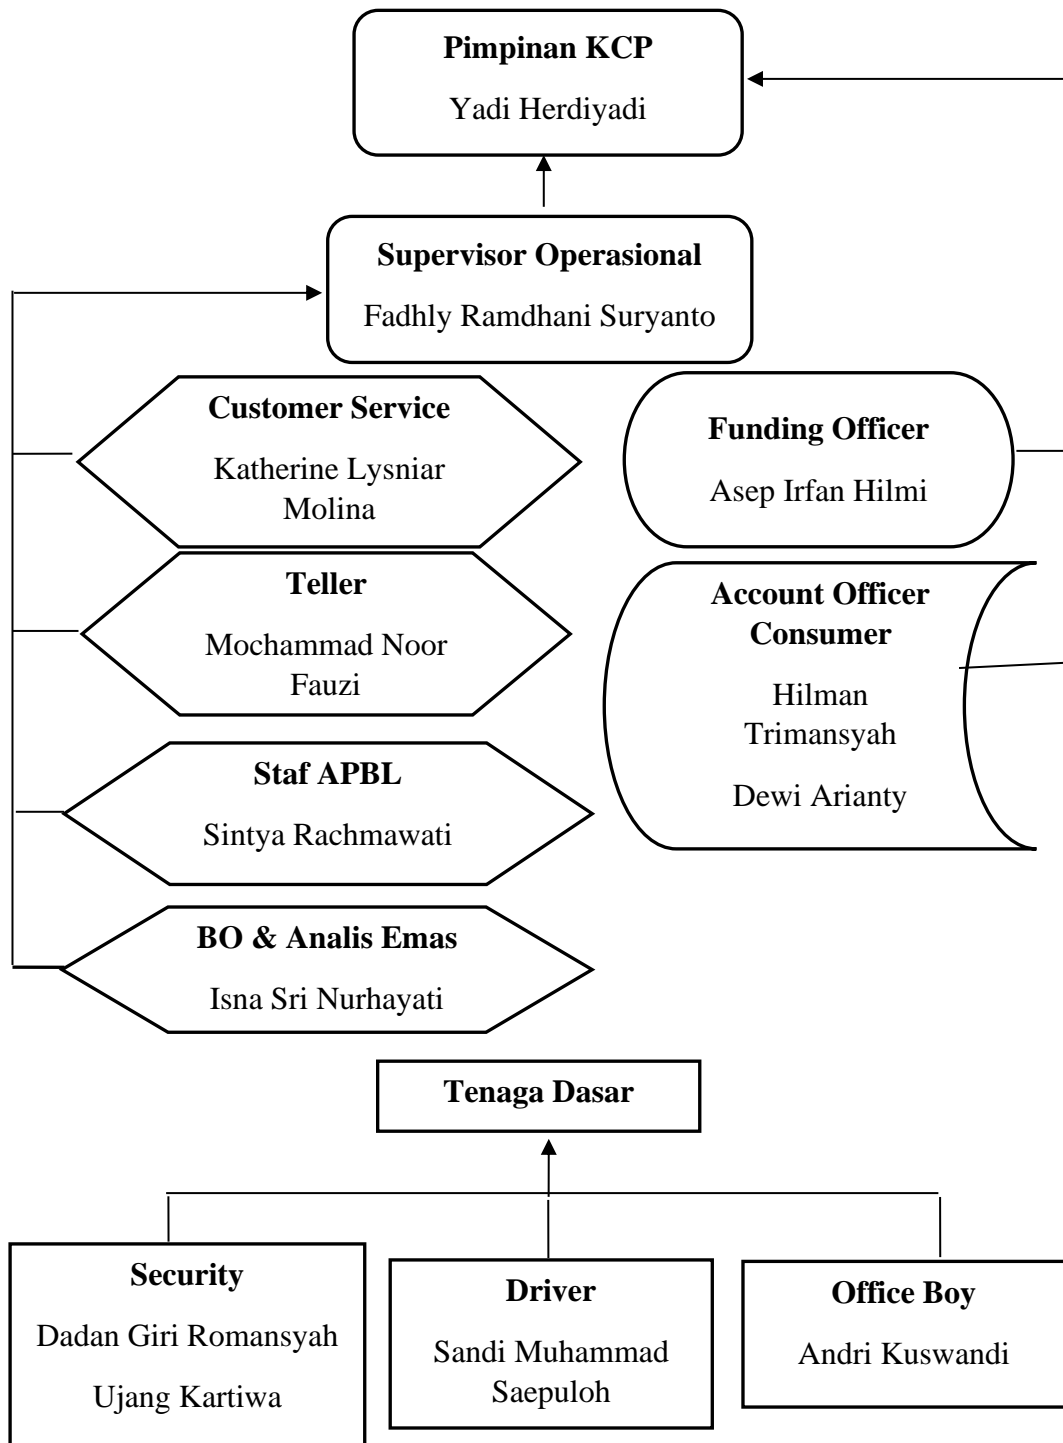 Pimpinan KCP
Yadi Herdiyadi
Supervisor Operasional
Fadhly Ramdhani Suryanto
Customer Service
Katherine Lysniar
Molina
Funding Officer
Asep Irfan Hilmi
Teller
Mochammad Noor
Fauzi
Account Officer
Consumer
Hilman
Trimansyah
Dewi Arianty
Staf APBL
Sintya Rachmawati
BO & Analis Emas
Isna Sri Nurhayati
Tenaga Dasar
Security
Dadan Giri Romansyah
Ujang Kartiwa
Driver
Sandi Muhammad
Saepuloh
Office Boy
Andri Kuswandi